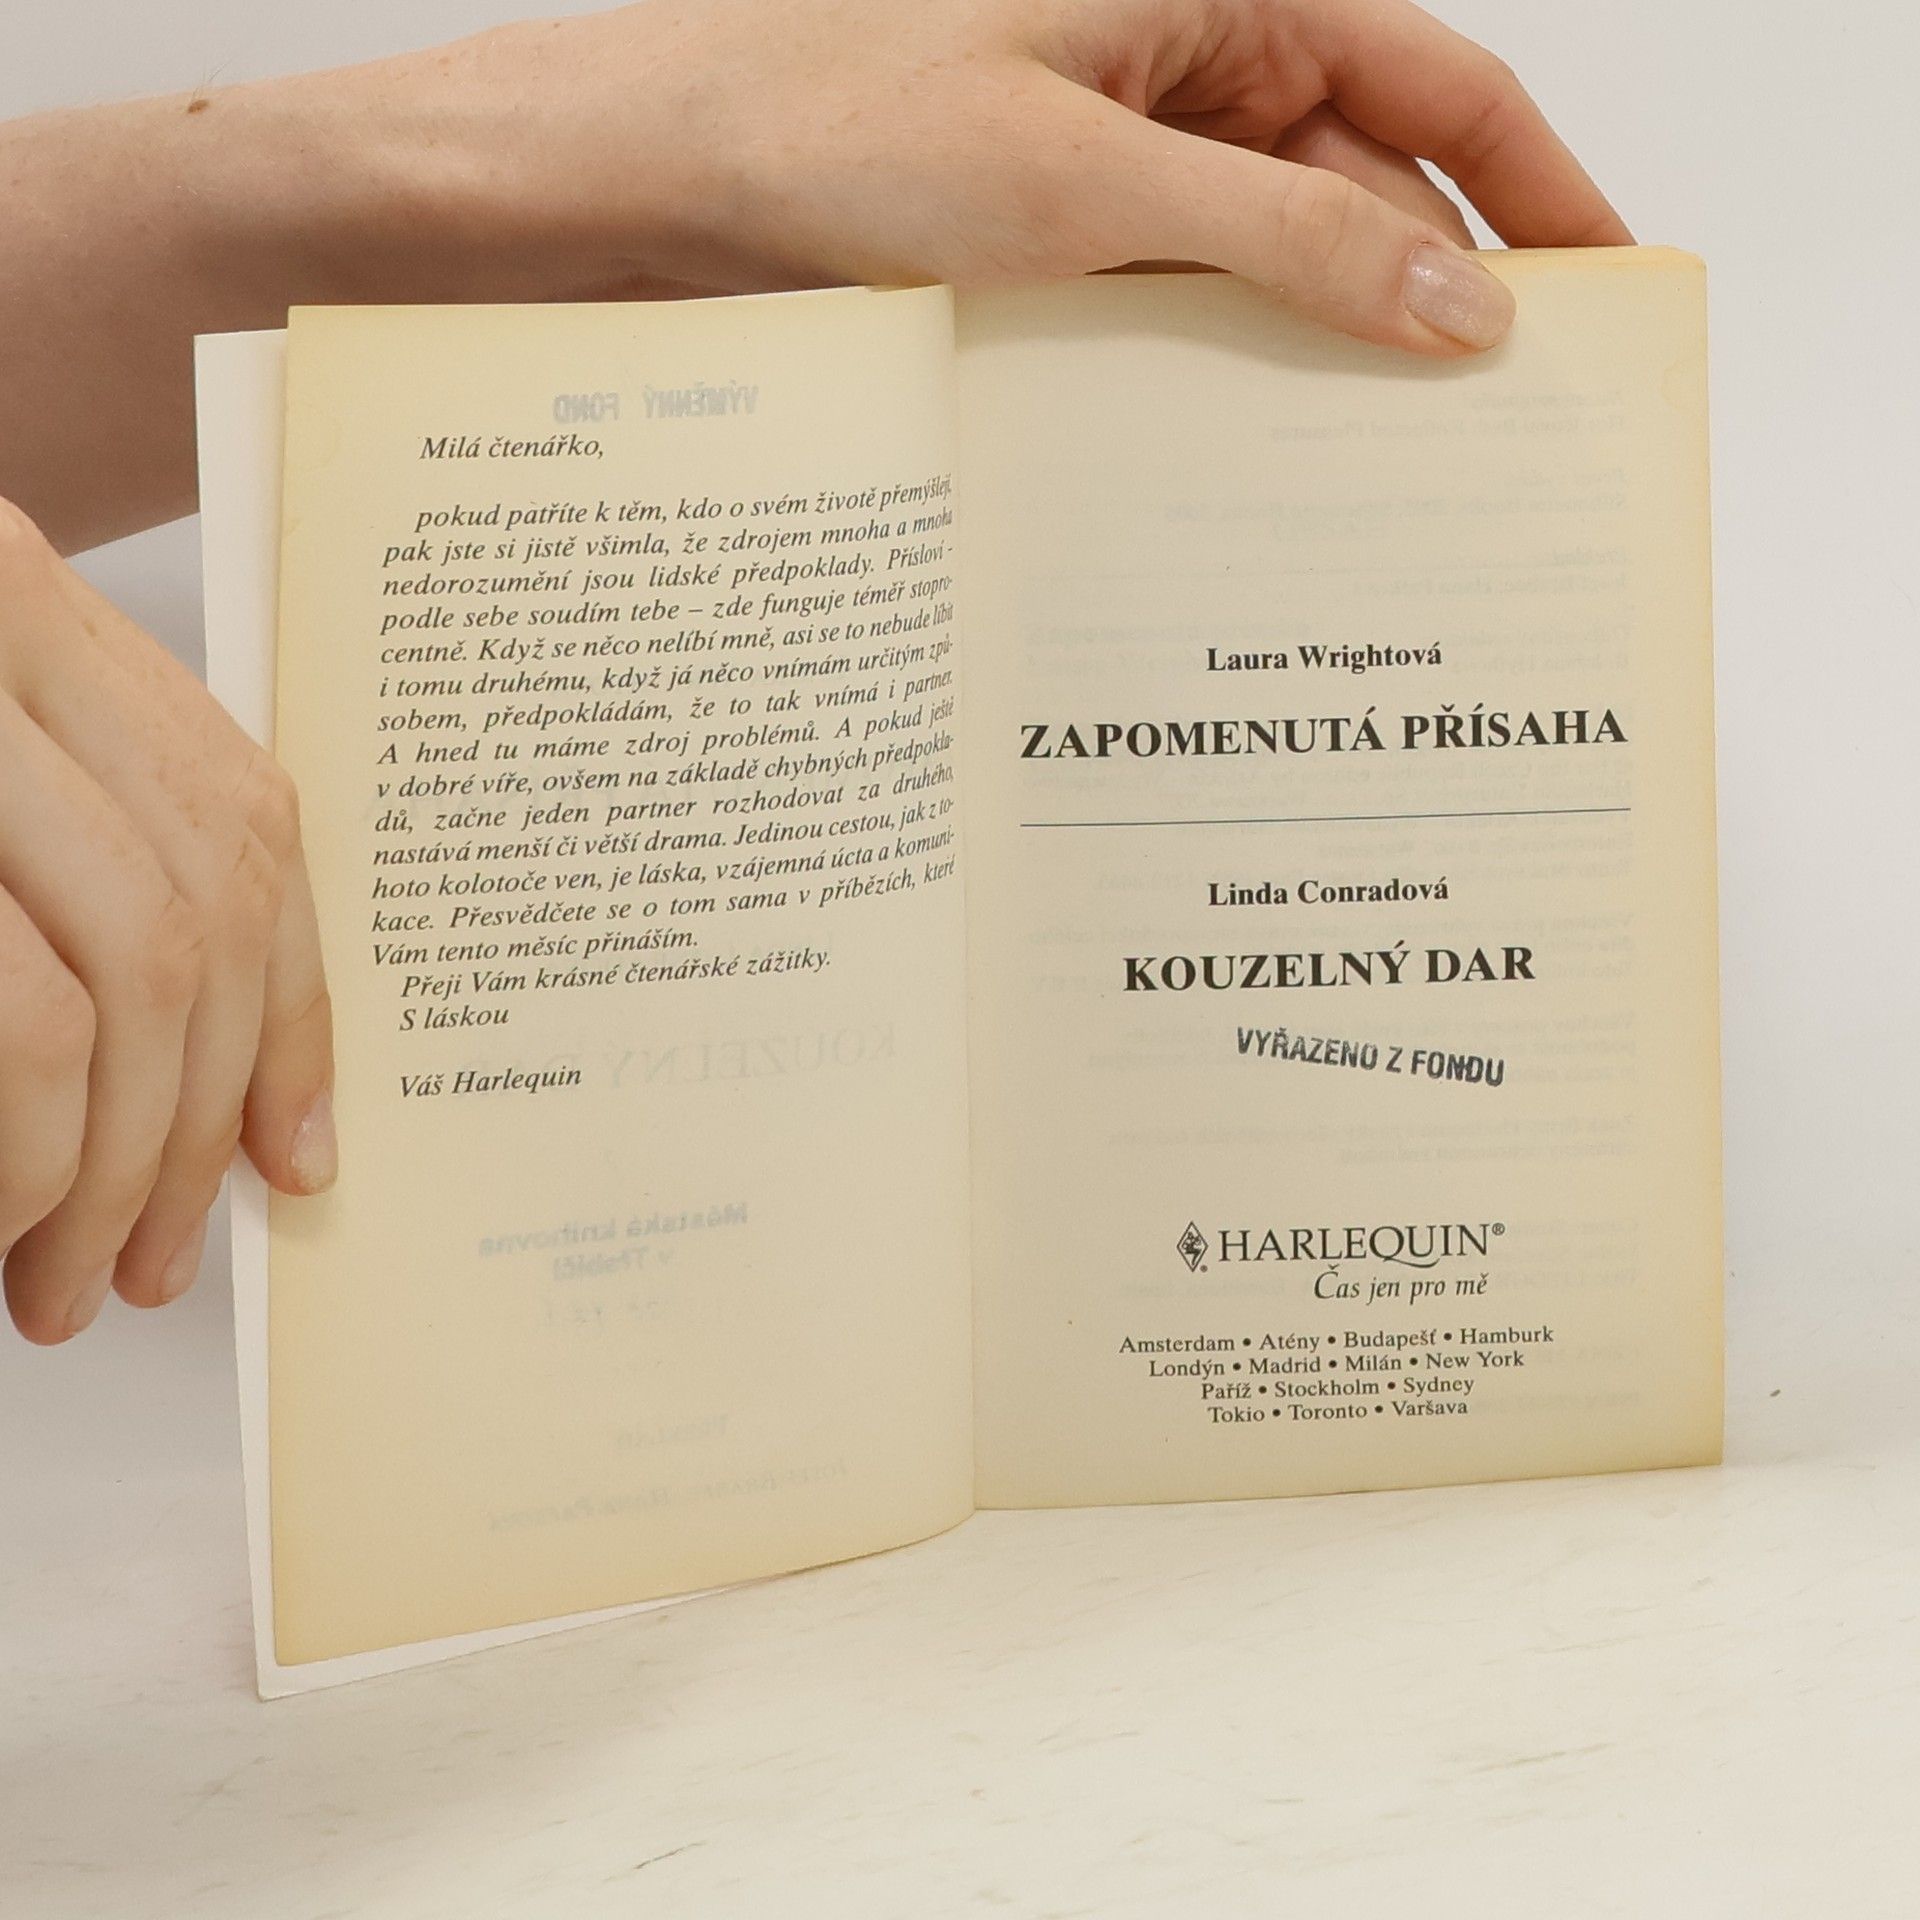 VÝMĚNNÝ FOND
Milá čtenářko,
pokud patříte k těm, kdo o svém životě přemýšlejí,
pak jste si jistě všimla, že zdrojem mnoha a mnoha
nedorozumění jsou lidské předpoklady. Přísloví -
podle sebe soudím tebe – zde funguje téměř stopro-
centně. Když se něco nelíbí mně, asi se to nebude líbit
i tomu druhému, když já něco vnímám určitým způ-
sobem, předpokládám, že to tak vnímá i partner.
A hned tu máme zdroj problémů. A pokud ještě
v dobré víře, ovšem na základě chybných předpokla-
dů, začne jeden partner rozhodovat za druhého,
nastává menší či větší drama. Jedinou cestou, jak z to-
hoto kolotoče ven, je láska, vzájemná úcta a komuni-
kace. Přesvědčete se o tom sama v příbězích, které
Vám tento měsíc přináším.
Přeji Vám krásné čtenářské zážitky.
S láskou
Váš Harlequin
KOUZELNÝ DAR
Městská knihovna
v Třebíči
Laura Wrightová
ZAPOMENUTÁ PŘÍSAHA
Linda Conradová
KOUZELNÝ DAR
VYŘAZENO Z FONDU
HARLEQUIN®
Čas jen pro mě
Amsterdam • Atény • Budapešť • Hamburk
Londýn • Madrid • Milán • New York
Paříž • Stockholm • Sydney
Tokio • Toronto • Varšava